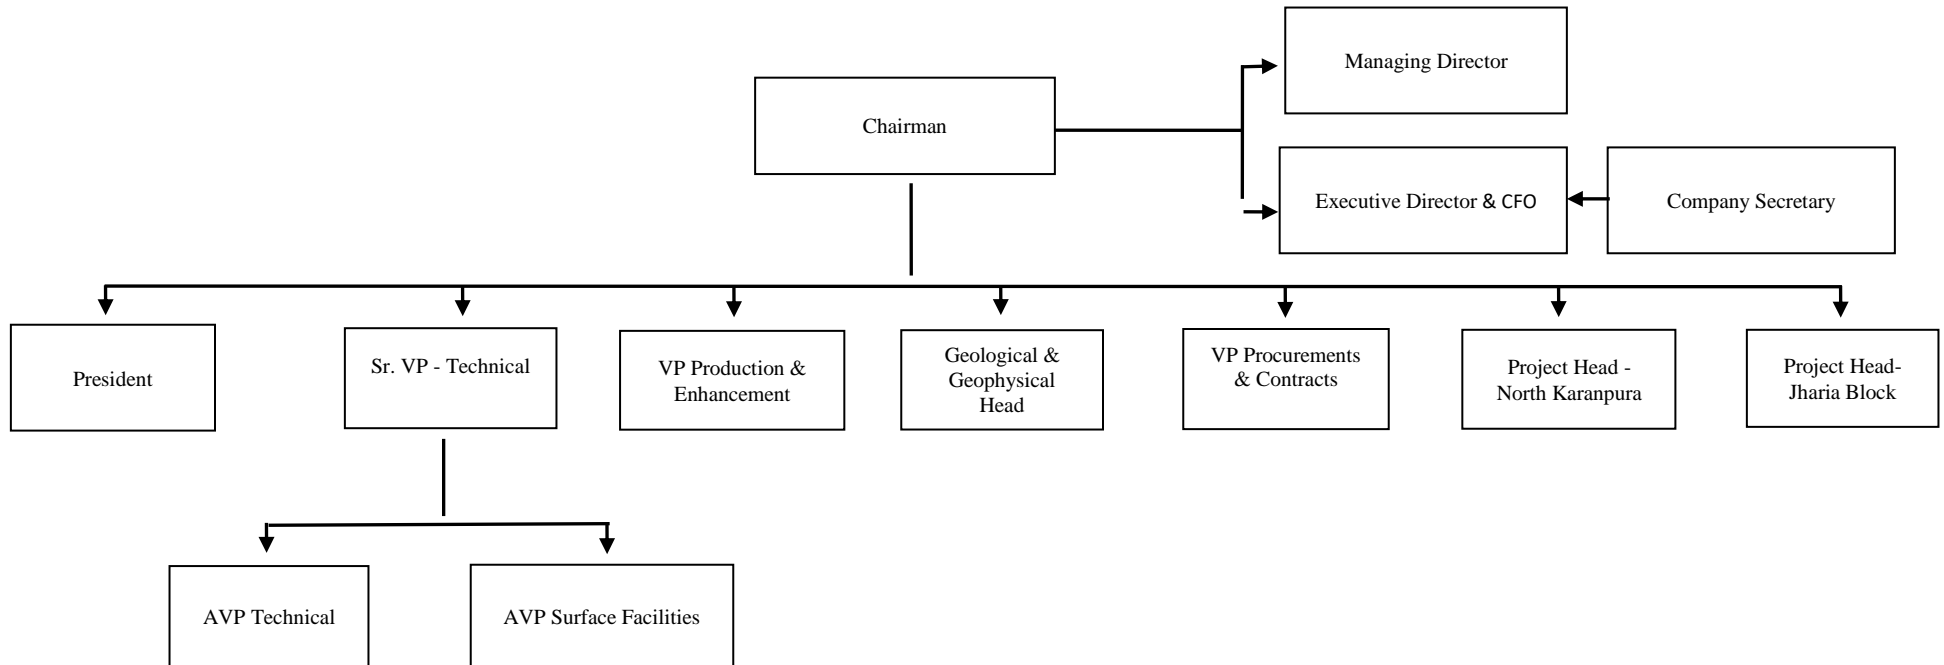 Managing Director
Chairman
Executive Director & CFO
Company Secretary
President
Sr. VP - Technical
VP Production &
Enhancement
Geological &
Geophysical
Head
VP Procurements
& Contracts
Project Head -
North Karanpura
Project Head-
Jharia Block
AVP Technical
AVP Surface Facilities